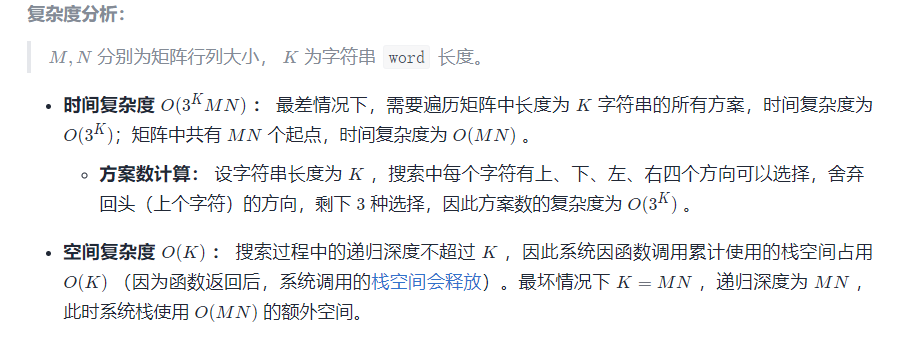 复杂度分析：
M, N 分别为矩阵行列大小， K 为字符串 word 长度。
• 时间复杂度 O(3^K MN) ： 最差情况下，需要遍历矩阵中长度为 K 字符串的所有方案，时间复杂度为
O(3^K)；矩阵中共有 MN 个起点，时间复杂度为 O(MN) 。
◦ 方案数计算： 设字符串长度为 K ，搜索中每个字符有上、下、左、右四个方向可以选择，舍弃
回头（上个字符）的方向，剩下 3 种选择，因此方案数的复杂度为 O(3^K) 。
• 空间复杂度 O(K) ： 搜索过程中的递归深度不超过 K ，因此系统因函数调用累计使用的栈空间占用
O(K) （因为函数返回后，系统调用的栈空间会释放）。最坏情况下 K = MN ，递归深度为 MN ，
此时系统栈使用 O(MN) 的额外空间。